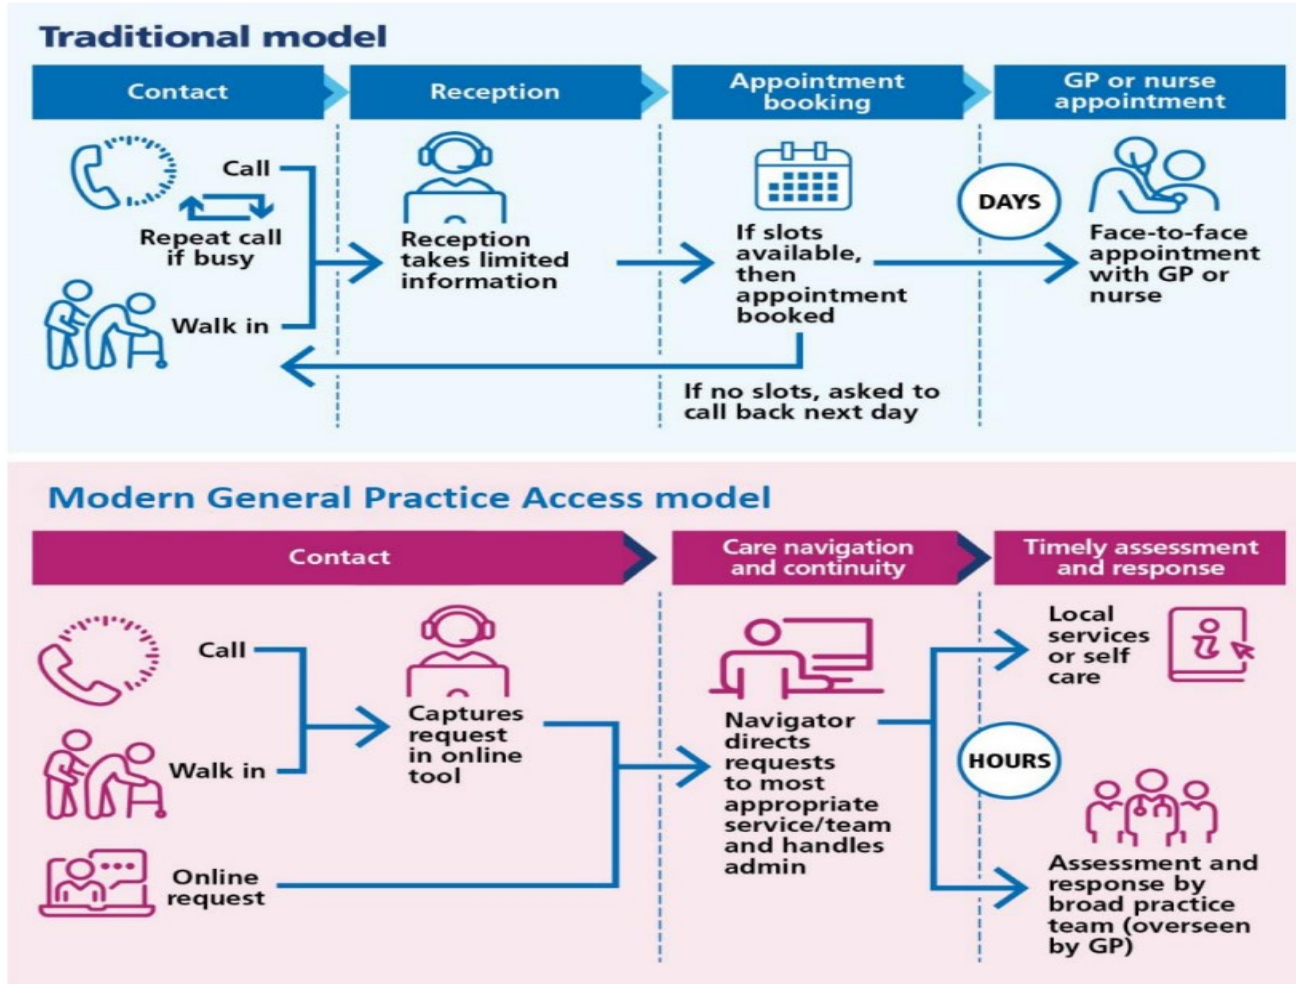 Traditional model
Contact
Reception
Appointment
booking
GP or nurse
appointment
Call
Repeat call
if busy
Walk in
Reception
takes limited
information
If slots
available,
then
appointment
booked
If no slots, asked to
call back next day
DAYS
Face-to-face
appointment
with GP or
nurse
Modern General Practice Access model
Contact
Care navigation
and continuity
Timely assessment
and response
Call
Walk in
Online
request
Captures
request
in online
tool
Navigator
directs
requests
to most
appropriate
service/team
and handles
admin
Local
services
or self
care
HOURS
Assessment and
response by
broad practice
team (overseen
by GP)